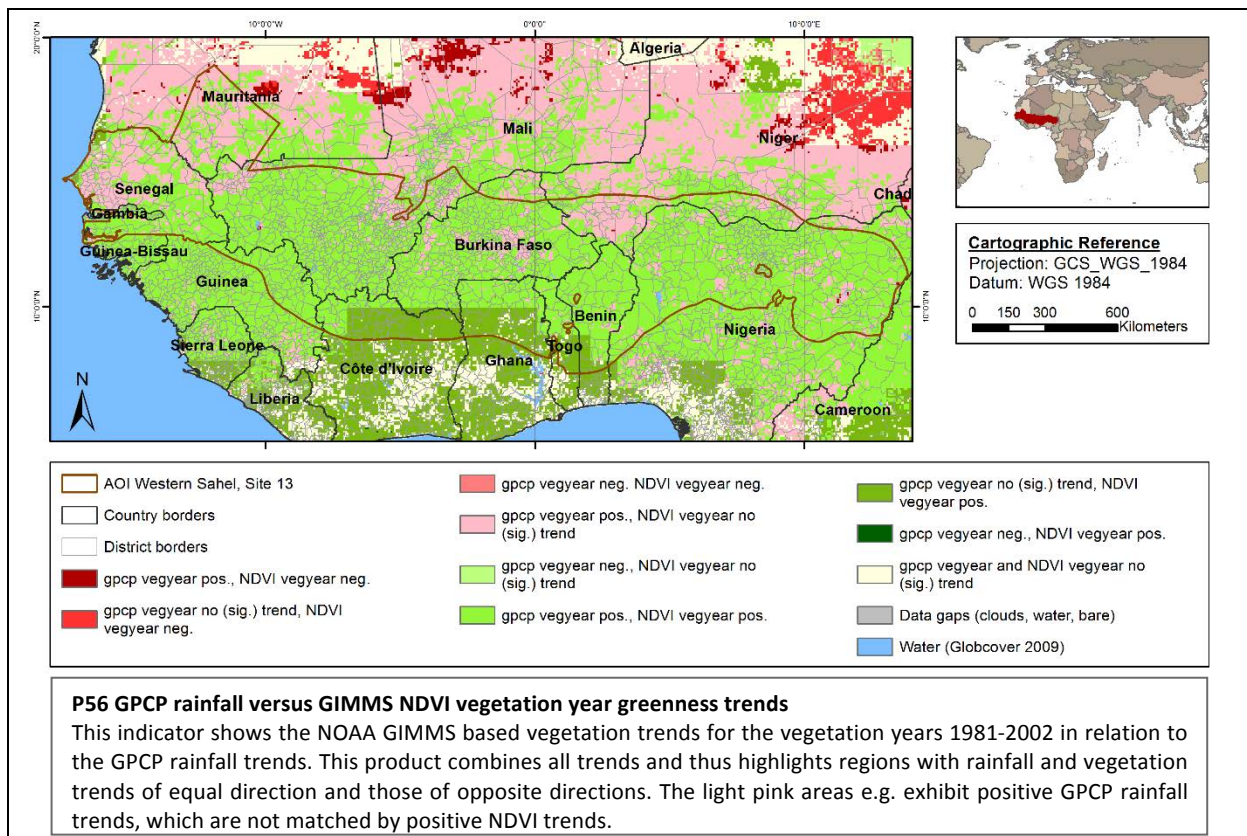 10°0'0"W
0°0'0"
10°0'0"E
20°0'0"N
Algeria
Mauritania
Mali
Niger
Chad
Senegal
Gambia
Guinea-Bissau
Burkina Faso
Guinea
Benin
Nigeria
10°0'0"N
10°0'0"N
Sierra Leone
Togo
Ghana
Côte d'Ivoire
Liberia
Cameroon
N
Cartographic Reference
Projection: GCS_WGS_1984
Datum: WGS 1984
0 150 300 600
Kilometers
AOI Western Sahel, Site 13
Country borders
District borders
gpcp vegyear pos., NDVI vegyear neg.
gpcp vegyear no (sig.) trend, NDVI
vegyear neg.
gpcp vegyear neg. NDVI vegyear neg.
gpcp vegyear pos., NDVI vegyear no
(sig.) trend
gpcp vegyear neg., NDVI vegyear no
(sig.) trend
gpcp vegyear pos., NDVI vegyear pos.
gpcp vegyear no (sig.) trend, NDVI
vegyear pos.
gpcp vegyear neg., NDVI vegyear pos.
gpcp vegyear and NDVI vegyear no
(sig.) trend
Data gaps (clouds, water, bare)
Water (Globcover 2009)
P56 GPCP rainfall versus GIMMS NDVI vegetation year greenness trends
This indicator shows the NOAA GIMMS based vegetation trends for the vegetation years 1981-2002 in relation to
the GPCP rainfall trends. This product combines all trends and thus highlights regions with rainfall and vegetation
trends of equal direction and those of opposite directions. The light pink areas e.g. exhibit positive GPCP rainfall
trends, which are not matched by positive NDVI trends.